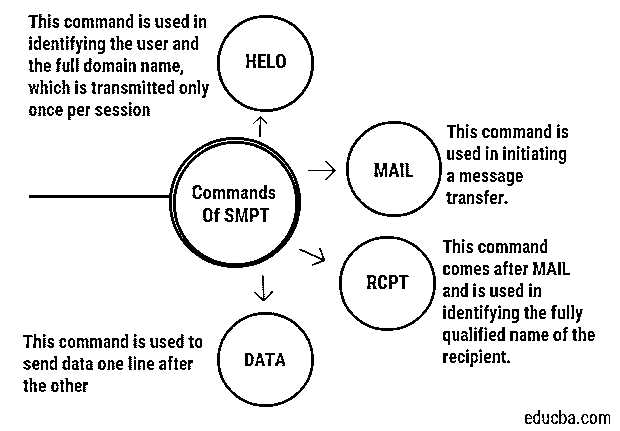 This command is used in
identifying the user and
the full domain name,
which is transmitted only
once per session
HELO
Commands
Of SMPT
MAIL
This command is
used in initiating
a message
transfer.
RCPT
This command
comes after MAIL
and is used in
identifying the fully
qualified name of the
recipient.
This command is used to
send data one line after
the other
DATA
educba.com